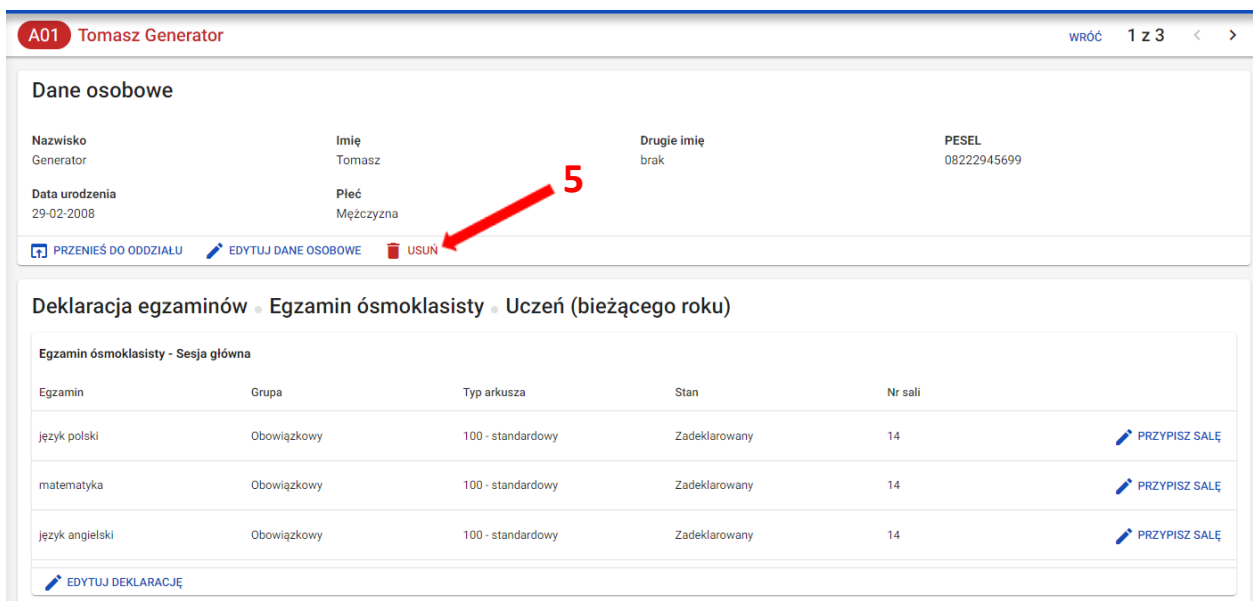 A01 Tomasz Generator WRÓĆ 1 z 3
Dane osobowe
Nazwisko Imię Drugie imię PESEL
Generator Tomasz brak 08222945699
5
Data urodzenia Płeć
29-02-2008 Mężczyzna
PRZENIEŚ DO ODDZIAŁU EDYTUJ DANE OSOBOWE USUŃ
Deklaracja egzaminów Egzamin ósmoklasisty Uczeń (bieżącego roku)
Egzamin ósmoklasisty - Sesja główna
Egzamin Grupa Typ arkusza Stan Nr sali
język polski Obowiązkowy 100 - standardowy Zadeklarowany 14 PRZYPISZ SALĘ
matematyka Obowiązkowy 100 - standardowy Zadeklarowany 14 PRZYPISZ SALĘ
język angielski Obowiązkowy 100 - standardowy Zadeklarowany 14 PRZYPISZ SALĘ
EDYTUJ DEKLARACJĘ